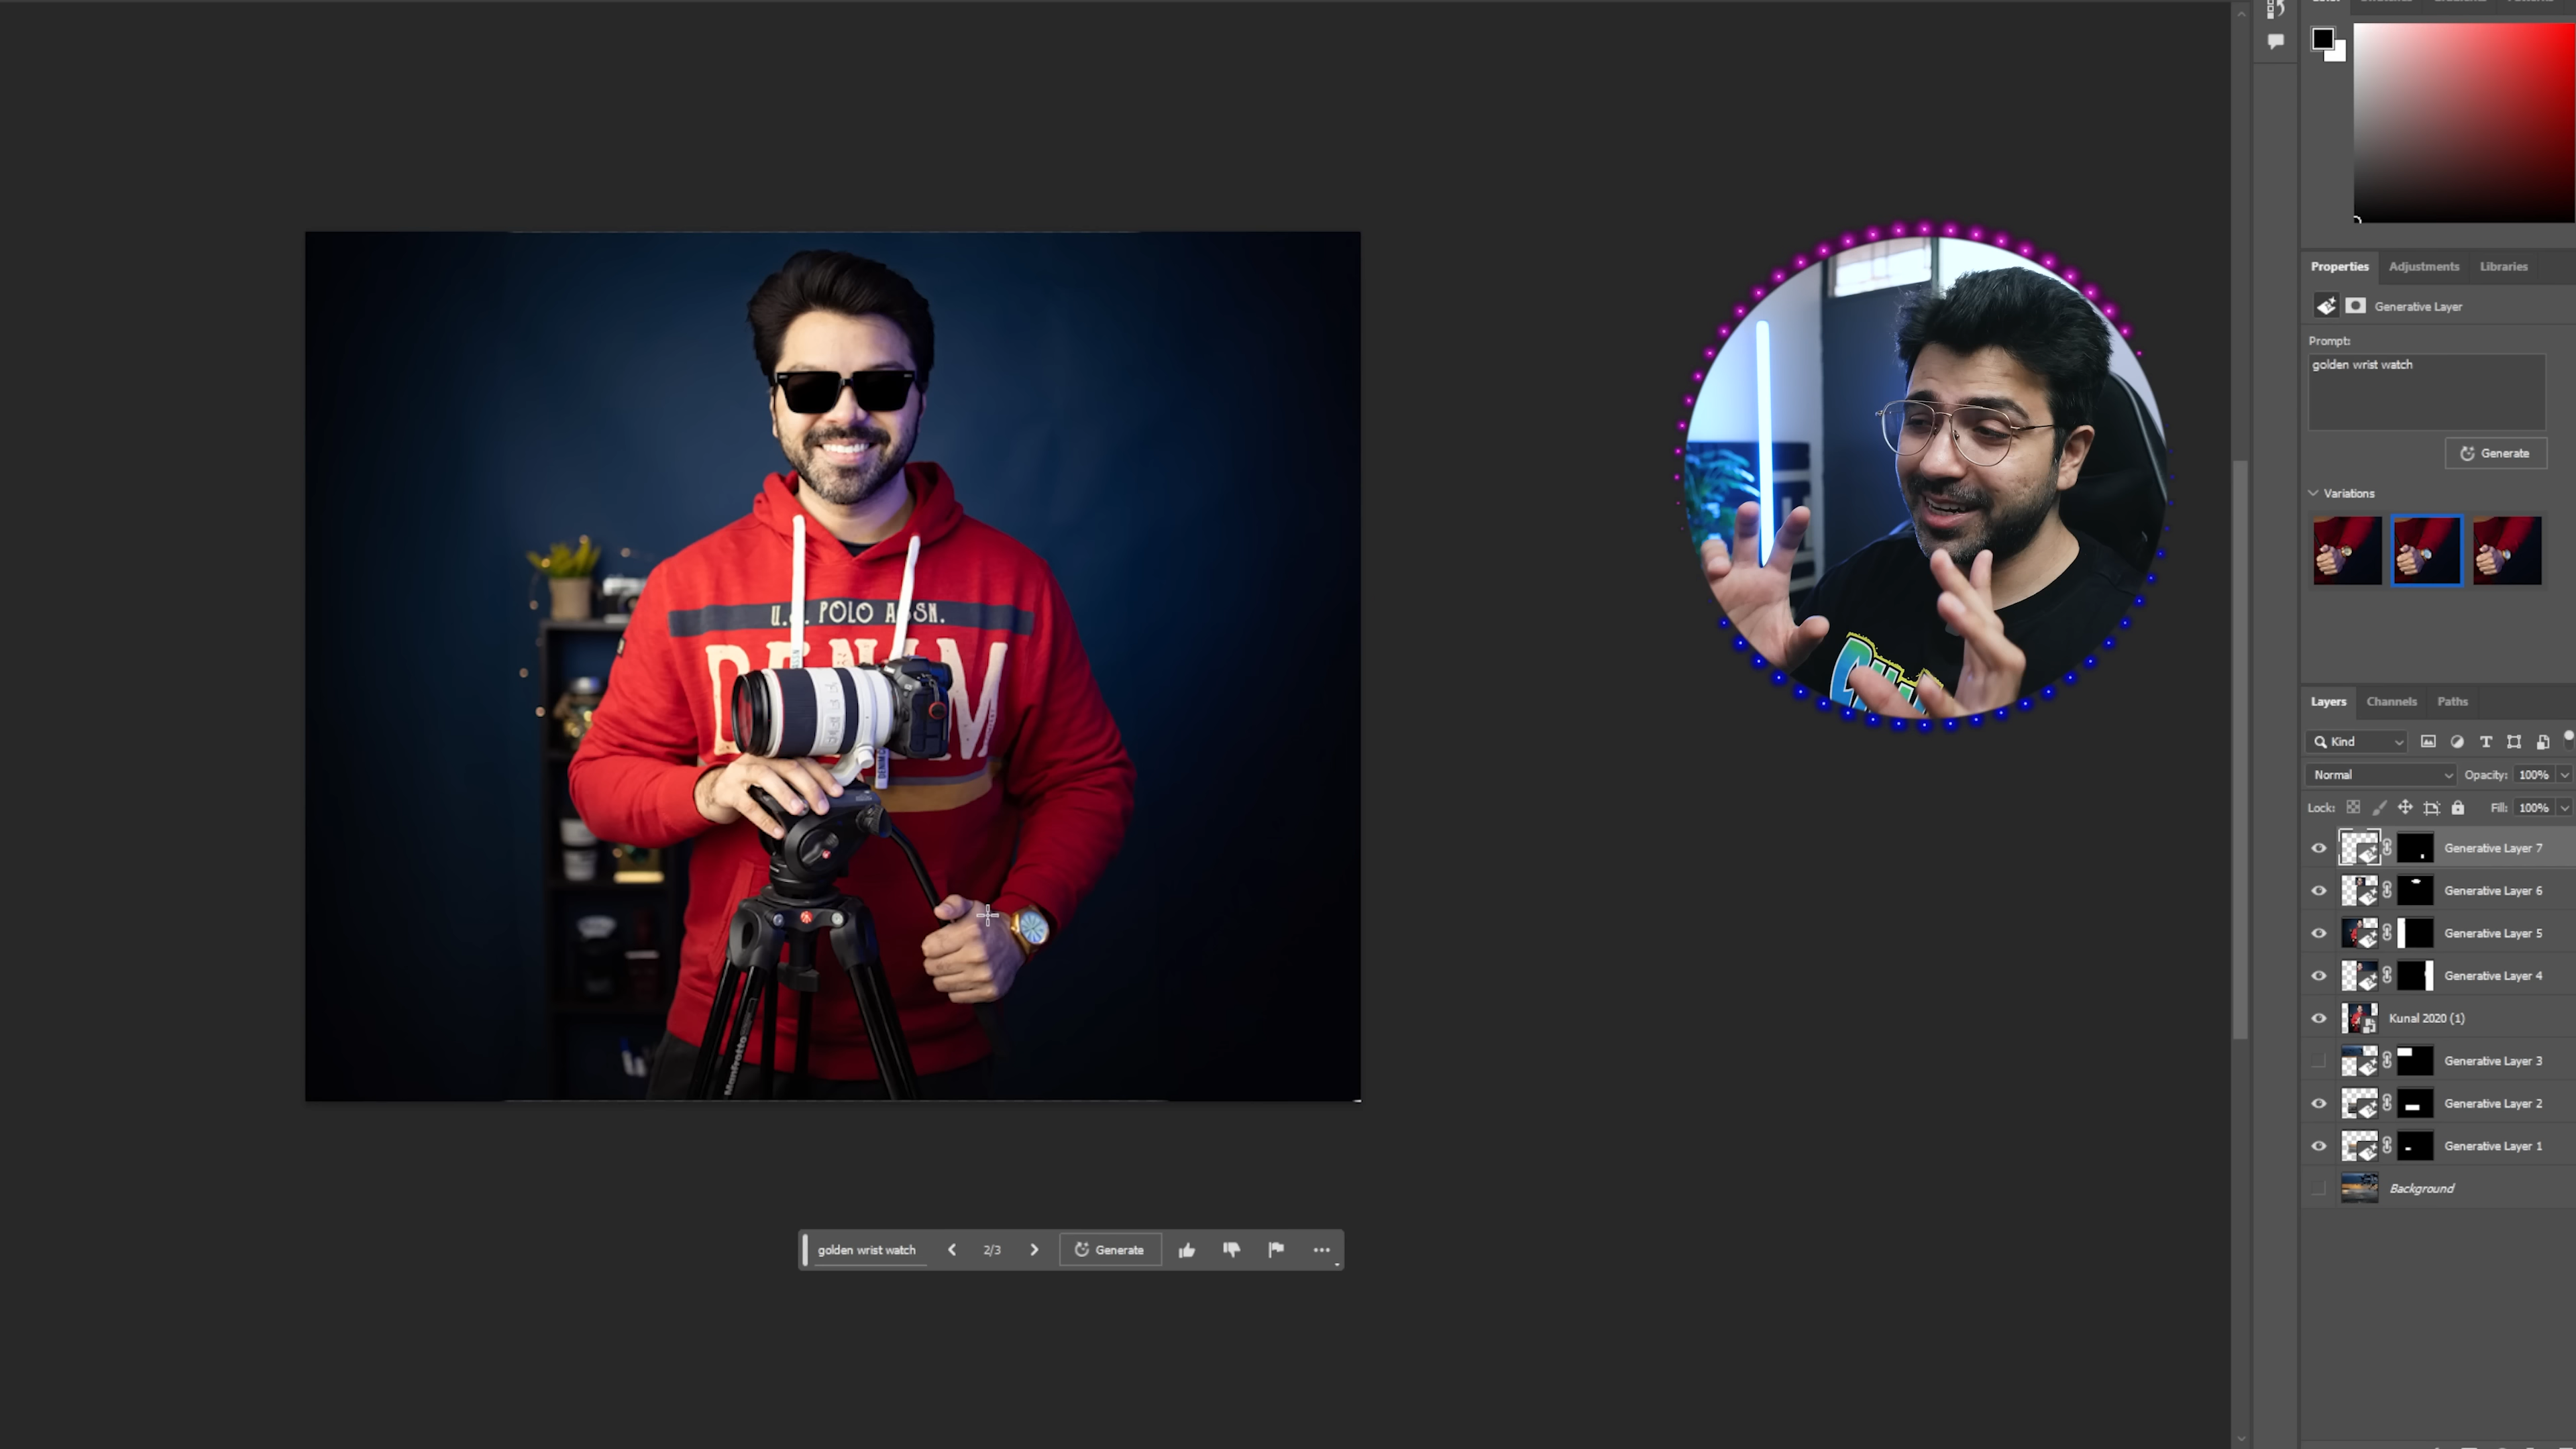 Properties
Adjustments
Libraries
Generative Layer
Prompt:
golden wrist watch
Generate
Variations
Layers
Channels
Paths
Kind
Normal
Opacity:
100%
Lock:
Fill:
100%
Generative Layer 7
Generative Layer 6
Generative Layer 5
Generative Layer 4
Kunal 2020 (1)
Generative Layer 3
Generative Layer 2
Generative Layer 1
Background
POLO
DENIM
Manfrotto
golden wrist watch
2/3
Generate